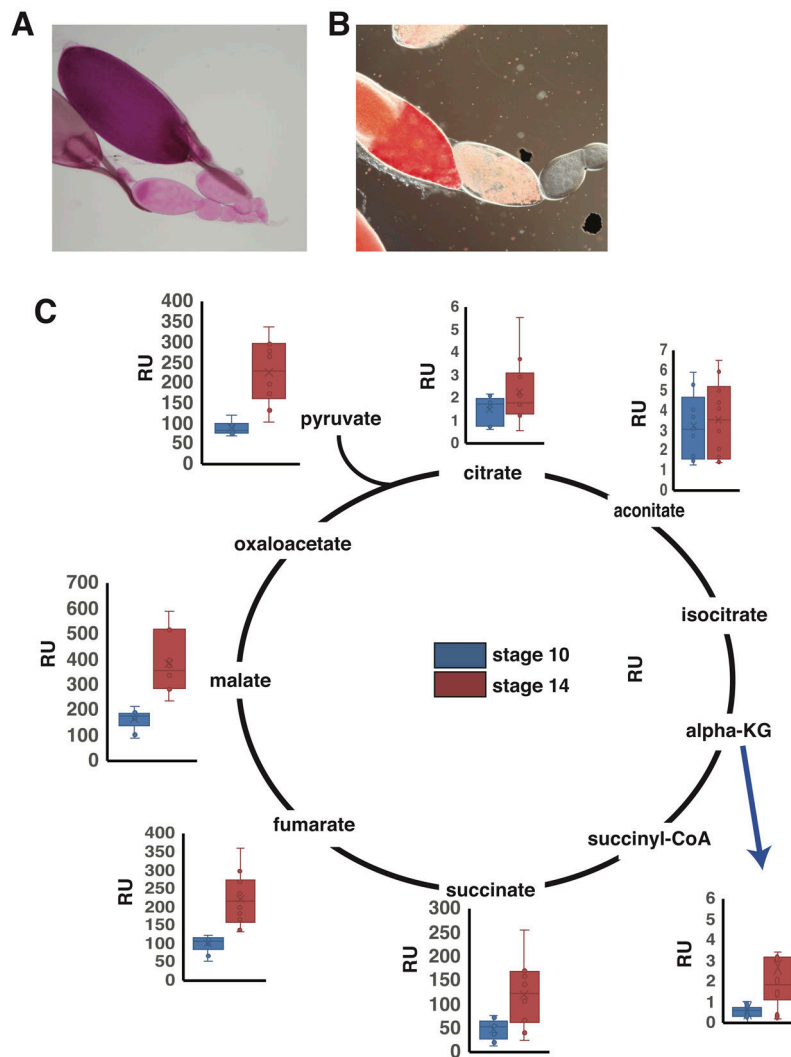 A
B
C
400
350
300
250
200
150
100
50
0
RU
pyruvate
6
5
4
3
2
1
0
RU
citrate
7
6
5
4
3
2
1
0
RU
aconitate
oxaloacetate
isocitrate
700
600
500
400
300
200
100
0
RU
malate
stage 10
stage 14
RU
alpha-KG
fumarate
succinyl-CoA
400
350
300
250
200
150
100
50
0
RU
succinate
300
250
200
150
100
50
0
RU
6
5
4
3
2
1
0
RU